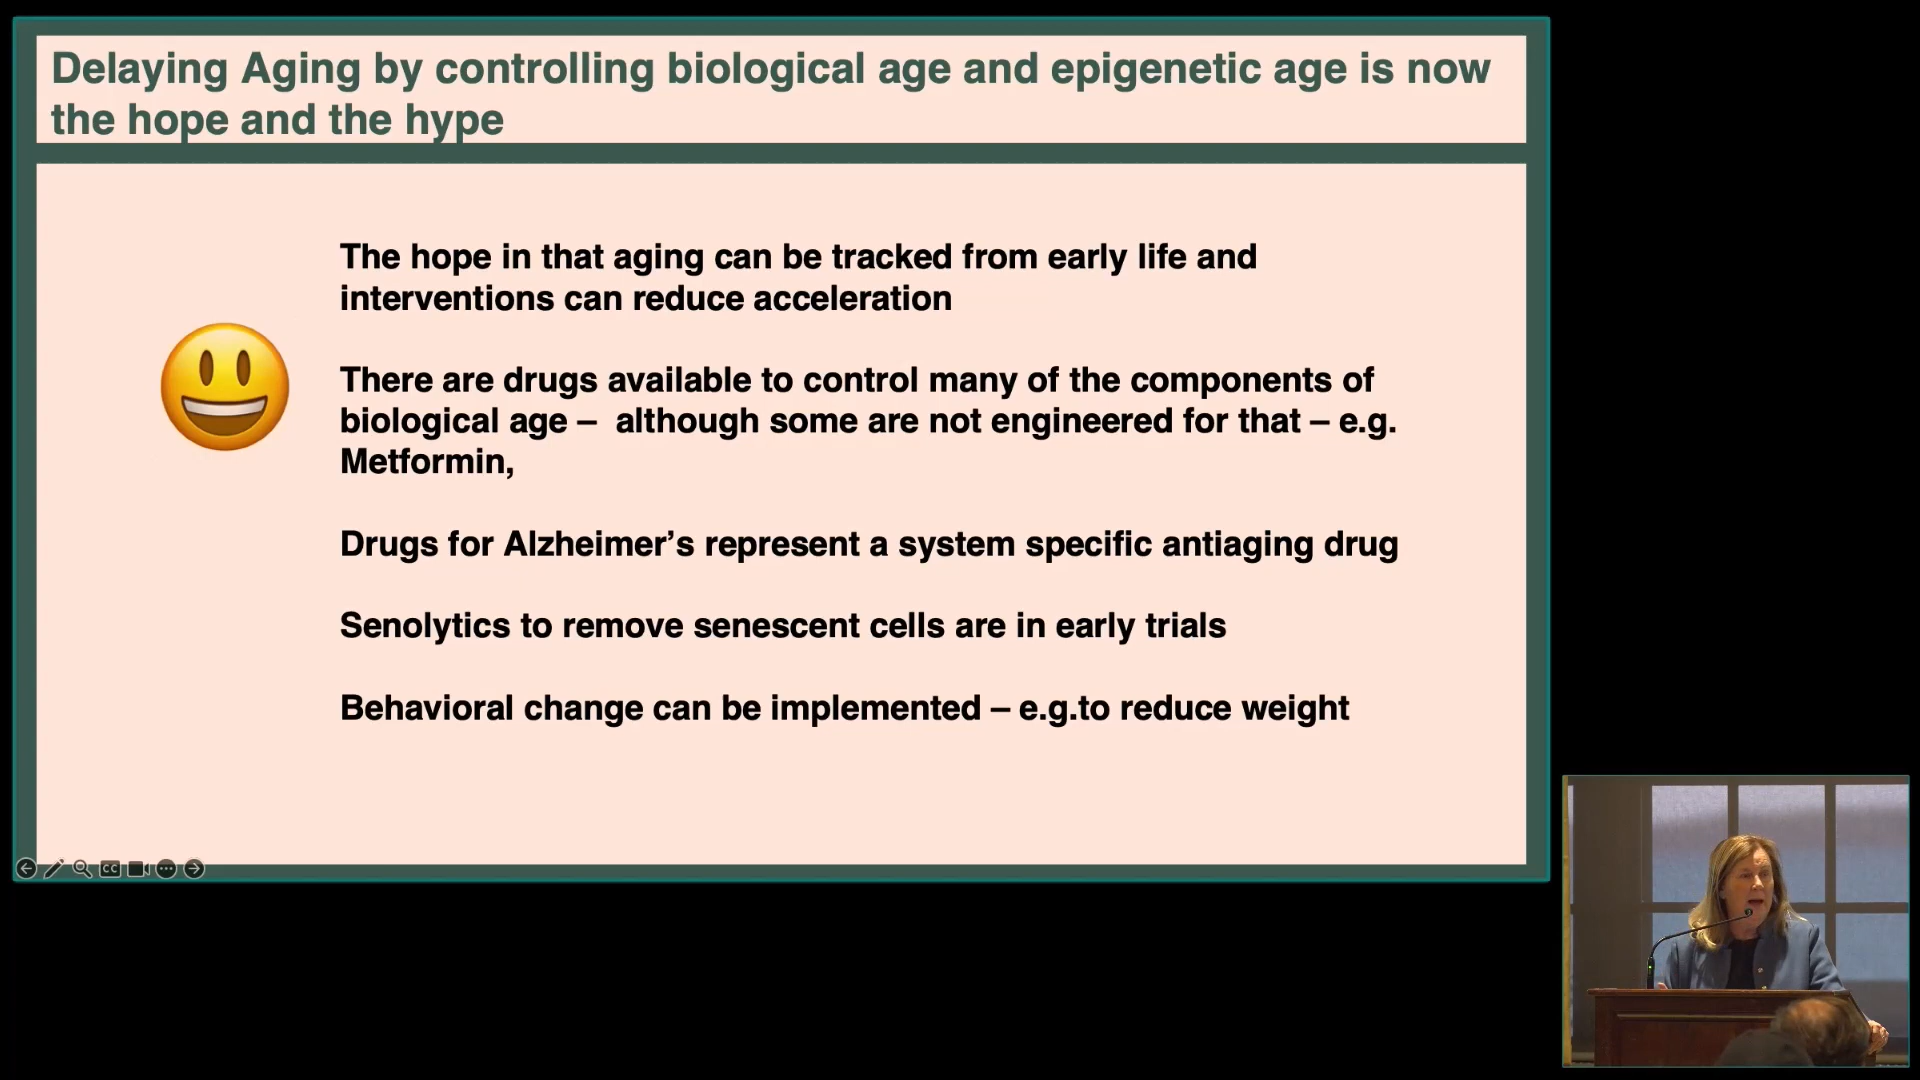 Delaying Aging by controlling biological age and epigenetic age is now
the hope and the hype
The hope in that aging can be tracked from early life and
interventions can reduce acceleration
There are drugs available to control many of the components of
biological age –  although some are not engineered for that – e.g.
Metformin,
Drugs for Alzheimer’s represent a system specific antiaging drug
Senolytics to remove senescent cells are in early trials
Behavioral change can be implemented – e.g.to reduce weight
CC